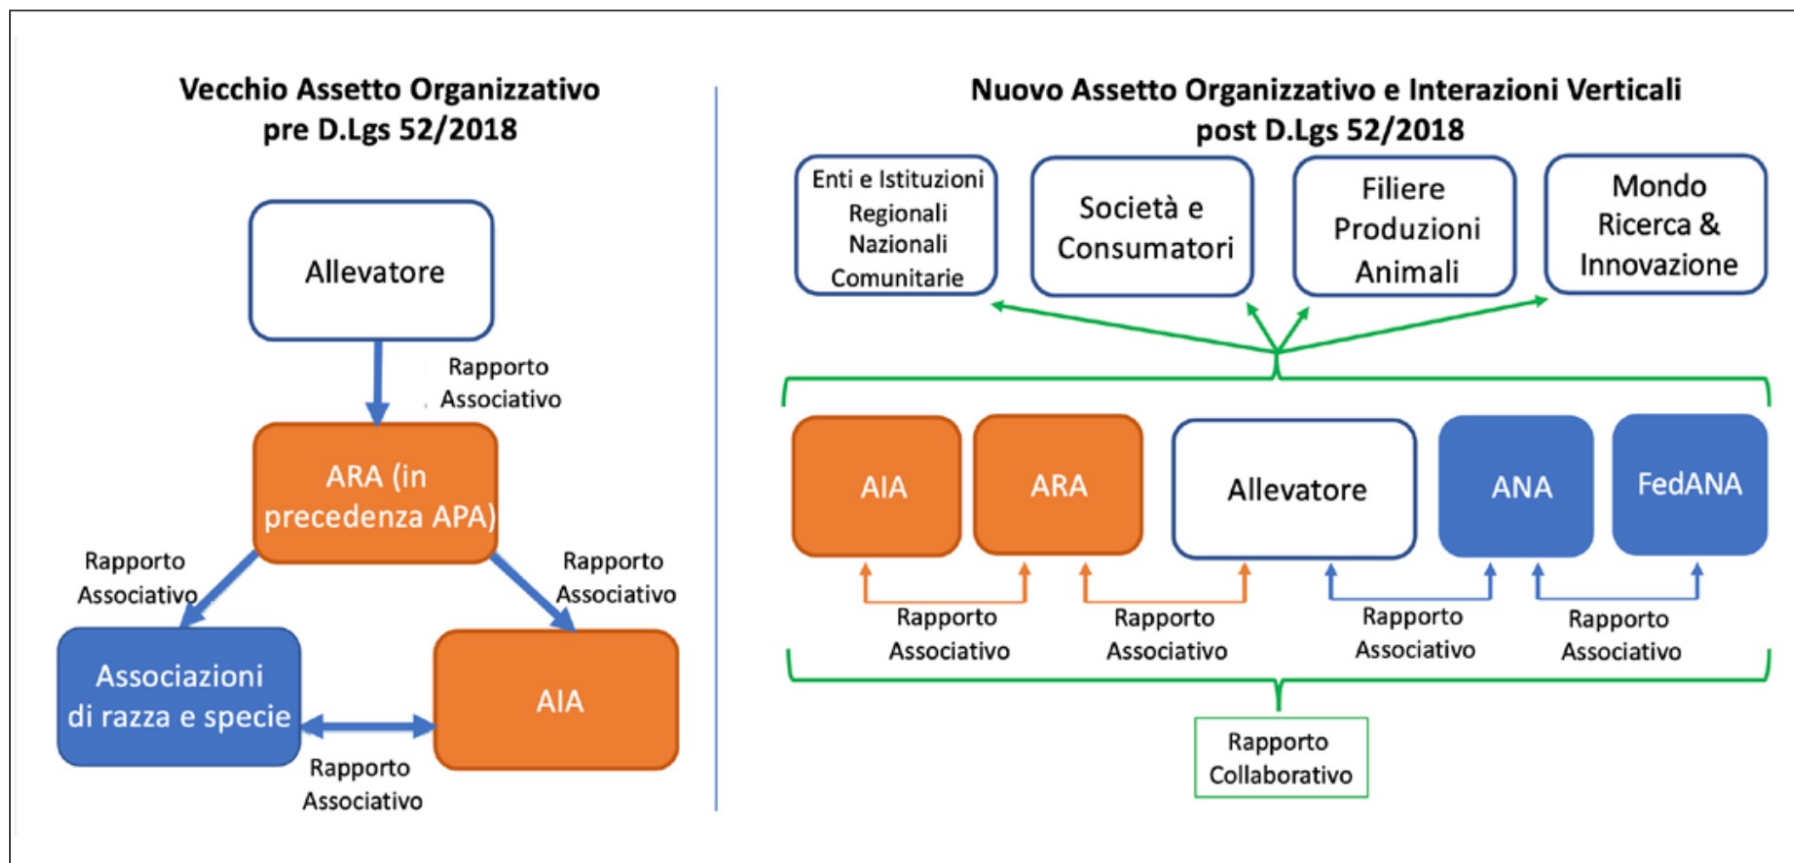 Vecchio Assetto Organizzativo
pre D.Lgs 52/2018
Allevatore
Rapporto
Associativo
ARA (in
precedenza APA)
Rapporto
Associativo
Rapporto
Associativo
Associazioni
di razza e specie
AIA
Rapporto
Associativo
Nuovo Assetto Organizzativo e Interazioni Verticali
post D.Lgs 52/2018
Enti e Istituzioni
Regionali
Nazionali
Comunitarie
Società e
Consumatori
Filiere
Produzioni
Animali
Mondo
Ricerca &
Innovazione
AIA
ARA
Allevatore
ANA
FedANA
Rapporto
Associativo
Rapporto
Associativo
Rapporto
Associativo
Rapporto
Associativo
Rapporto
Collaborativo